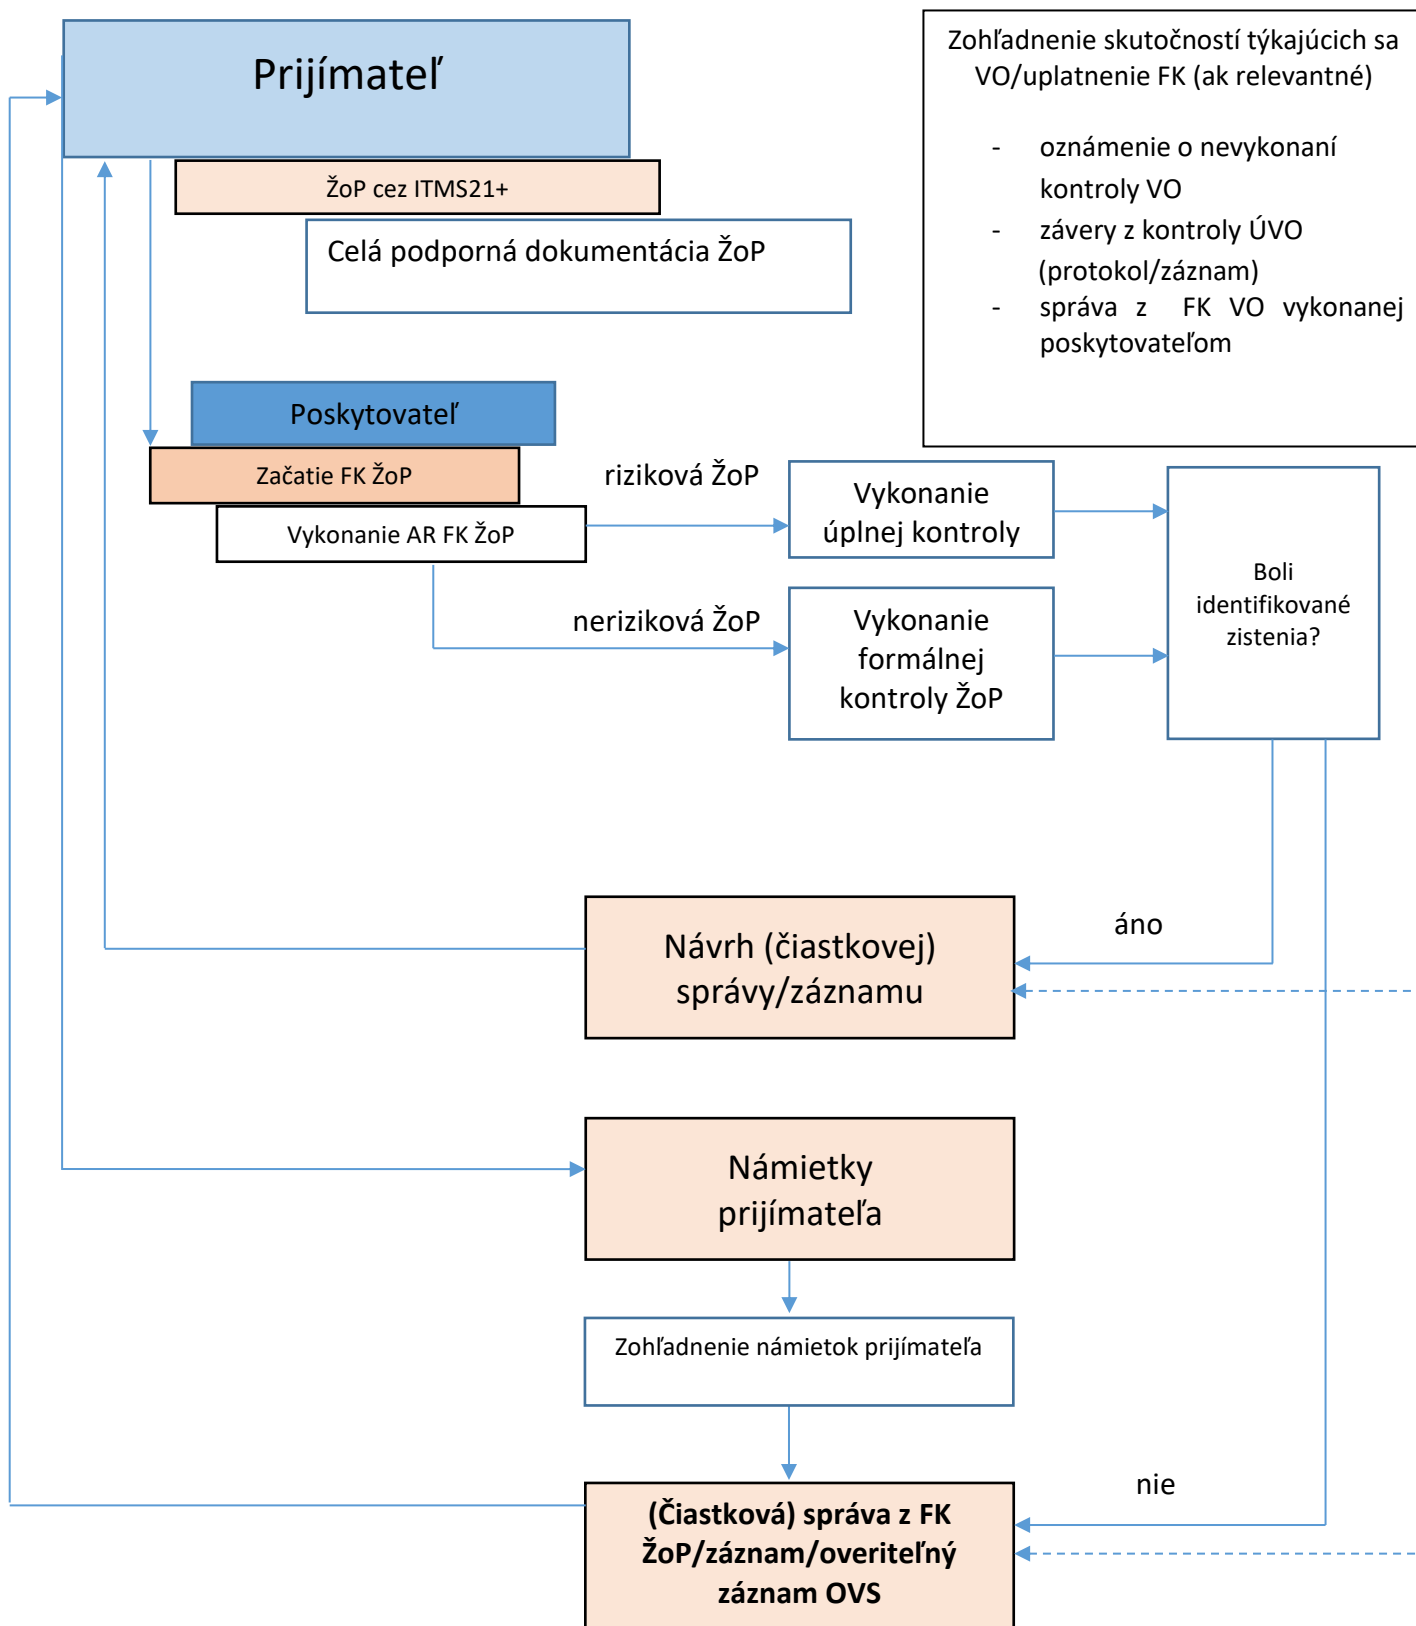 Prijímateľ
ŽoP cez ITMS21+
Celá podporná dokumentácia ŽoP
Zohľadnenie skutočností týkajúcich sa
VO/uplatnenie FK (ak relevantné)
- oznámenie o nevykonaní
kontroly VO
- závery z kontroly ÚVO
(protokol/záznam)
- správa z FK VO vykonanej
poskytovateľom
Poskytovateľ
Začatie FK ŽoP
Vykonanie AR FK ŽoP
riziková ŽoP
Vykonanie
úplnej kontroly
neriziková ŽoP
Vykonanie
formálnej
kontroly ŽoP
Boli
identifikované
zistenia?
áno
Návrh (čiastkovej)
správy/záznamu
Námietky
prijímateľa
Zohľadnenie námietok prijímateľa
nie
(Čiastková) správa z FK
ŽoP/záznam/overiteľný
záznam OVS